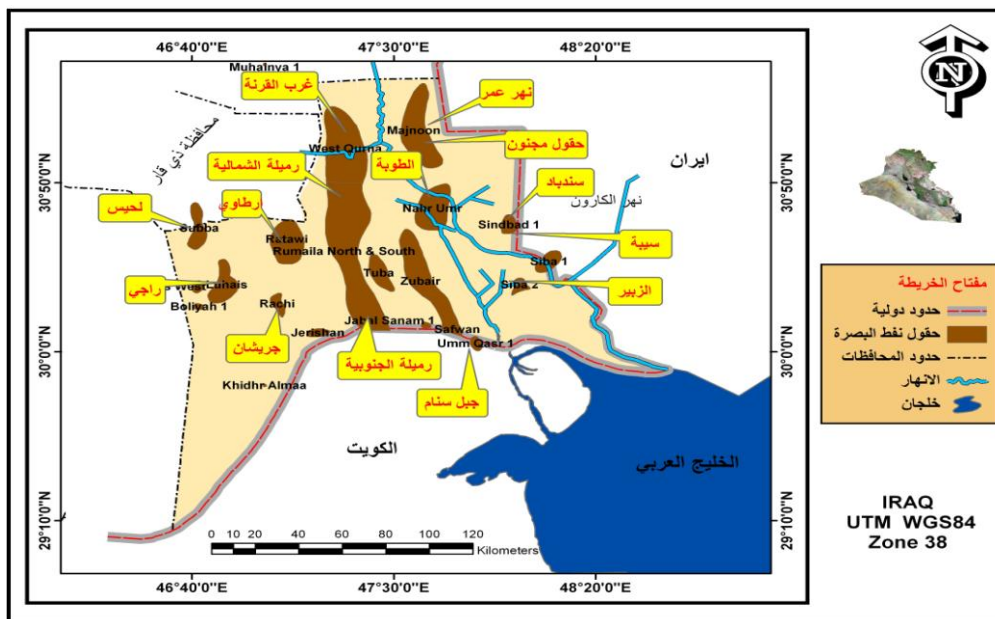 46°40'0"E
47°30'0"E
48°20'0"E
Muhainya 1
غرب القرنة
نهر عمر
Majnoon
حقول مجنون
محافظة ذي قار
West Qurna
ايران
30°50'0"N
30°50'0"N
رميلة الشمالية
الطوبة
سندباد
نهر الكارون
لحيس
ارطاوي
Nahr Umr
Subba
Sindbad 1
Ratawi
سيبة
Rumaila North & South
Siba 1
Tuba
Zubair
راجي
West
Lunais
Siba 2
الزبير
Rachi
Boliyah 1
Jabal Sanam 1
Safwan
جريشان
Jerishan
Umm Qasr 1
30°0'0"N
30°0'0"N
رميلة الجنوبية
Khidhr Almaa
جبل سنام
الكويت
الخليج العربي
29°10'0"N
29°10'0"N
0 10 20 40 60 80 100 120
Kilometers
46°40'0"E
47°30'0"E
48°20'0"E
N
مفتاح الخريطة
حدود دولية
حقول نفط البصرة
حدود المحافظات
الانهار
خلجان
IRAQ
UTM WGS84
Zone 38